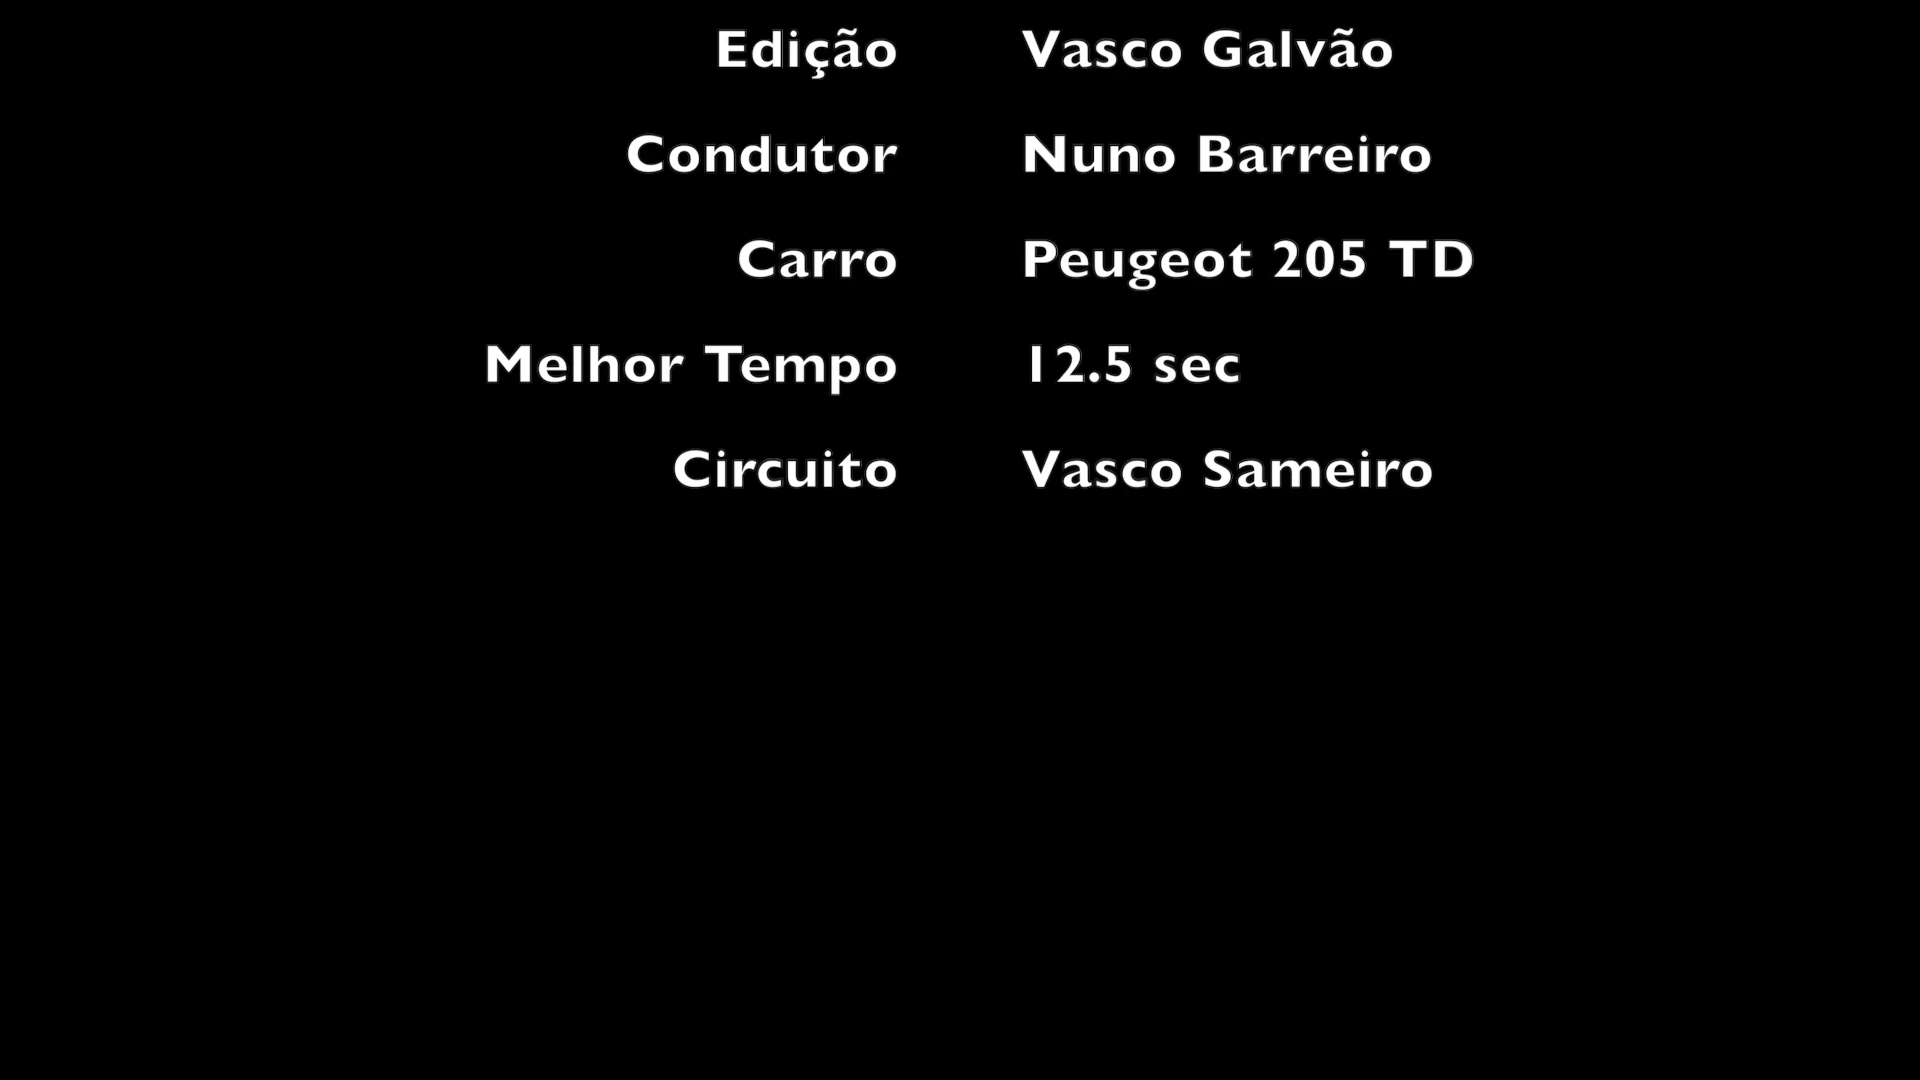 Edição Vasco Galvão
Condutor Nuno Barreiro
Carro Peugeot 205 TD
Melhor Tempo 12.5 sec
Circuito Vasco Sameiro